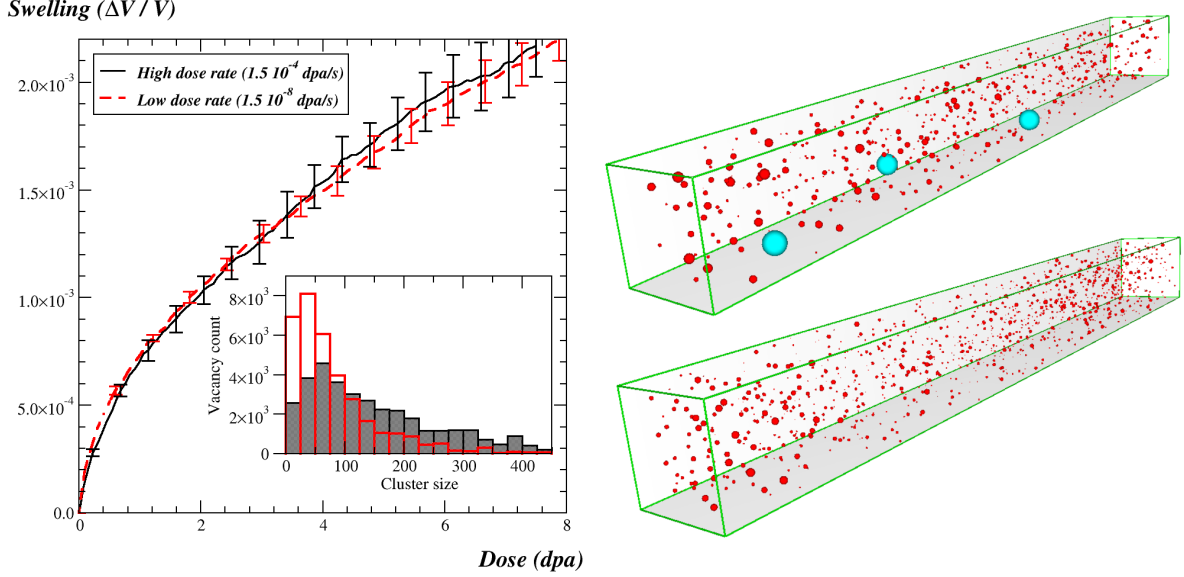 Swelling (ΔV / V)
2.0×10⁻³
1.5×10⁻³
1.0×10⁻³
5.0×10⁻⁴
0.0
High dose rate (1.5 10⁻⁴ dpa/s)
Low dose rate (1.5 10⁻⁸ dpa/s)
Vacancy count
8×10³
6×10³
4×10³
2×10³
0
0 100 200 300 400
Cluster size
0 2 4 6 8
Dose (dpa)